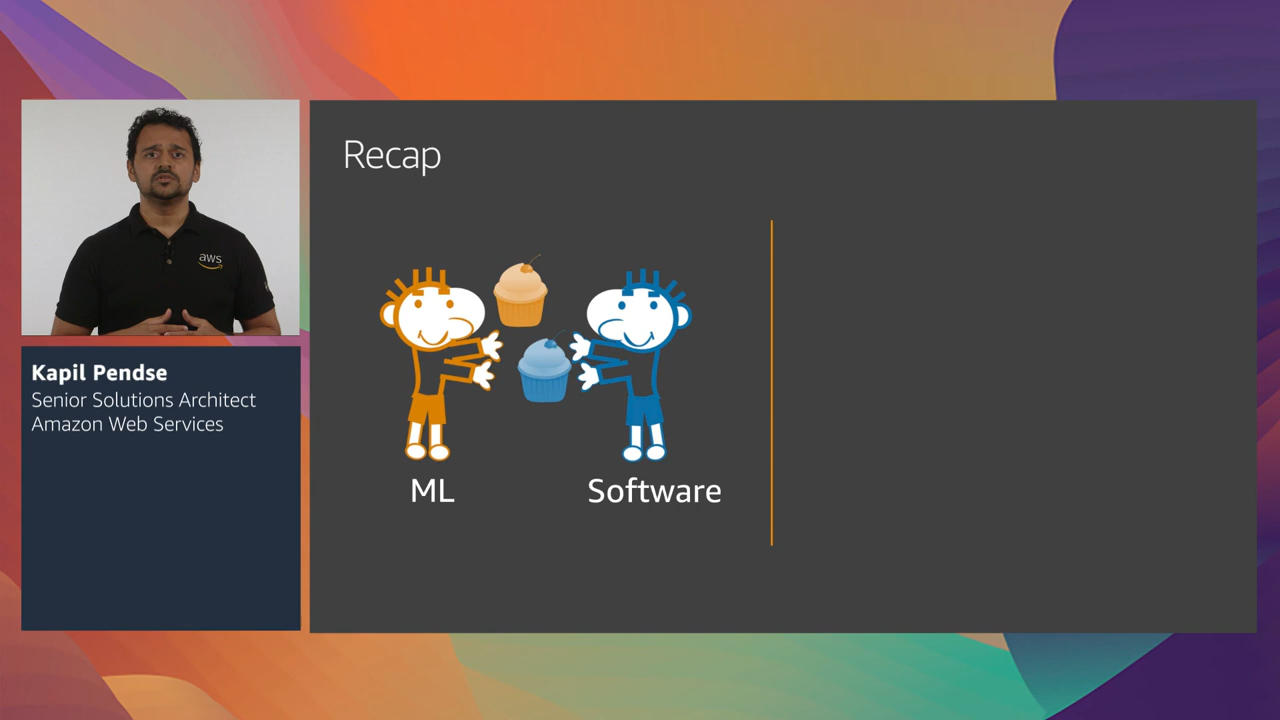 aws
Kapil Pendse
Senior Solutions Architect
Amazon Web Services
Recap
ML
Software